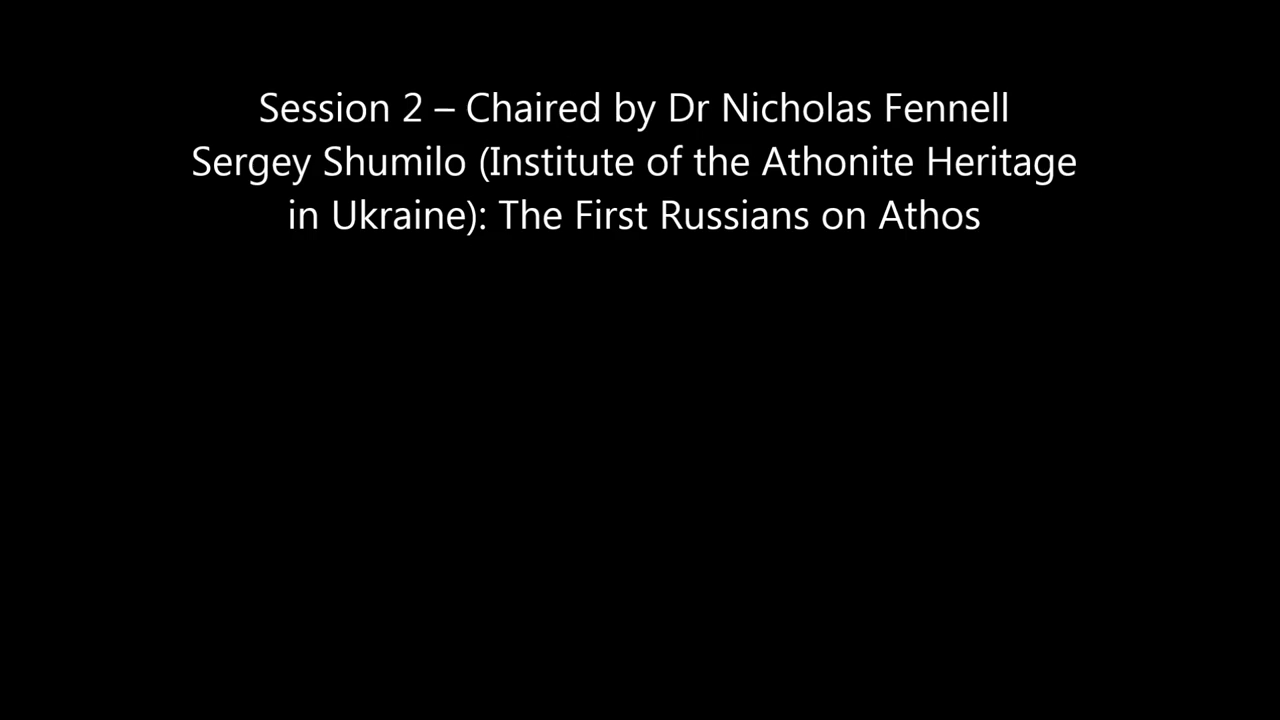 Session 2 – Chaired by Dr Nicholas Fennell
Sergey Shumilo (Institute of the Athonite Heritage
in Ukraine): The First Russians on Athos